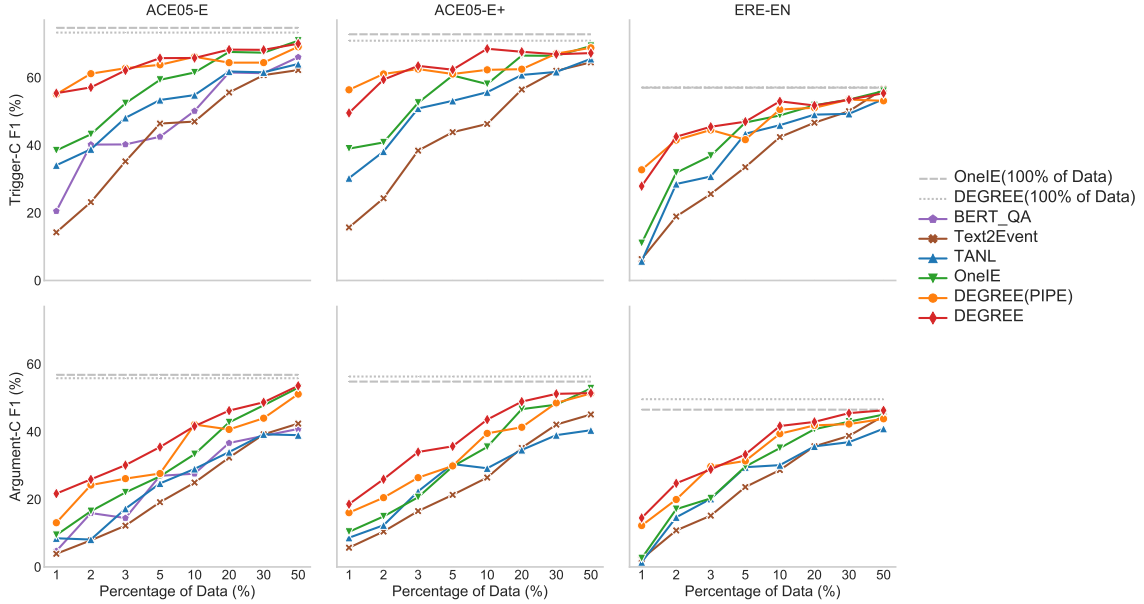 ACE05-E
ACE05-E+
ERE-EN
Trigger-C F1 (%)
60
40
20
0
OneIE(100% of Data)
DEGREE(100% of Data)
BERT_QA
Text2Event
TANL
OneIE
DEGREE(PIPE)
DEGREE
Argument-C F1 (%)
60
40
20
0
1 2 3 5 10 20 30 50
1 2 3 5 10 20 30 50
1 2 3 5 10 20 30 50
Percentage of Data (%)
Percentage of Data (%)
Percentage of Data (%)